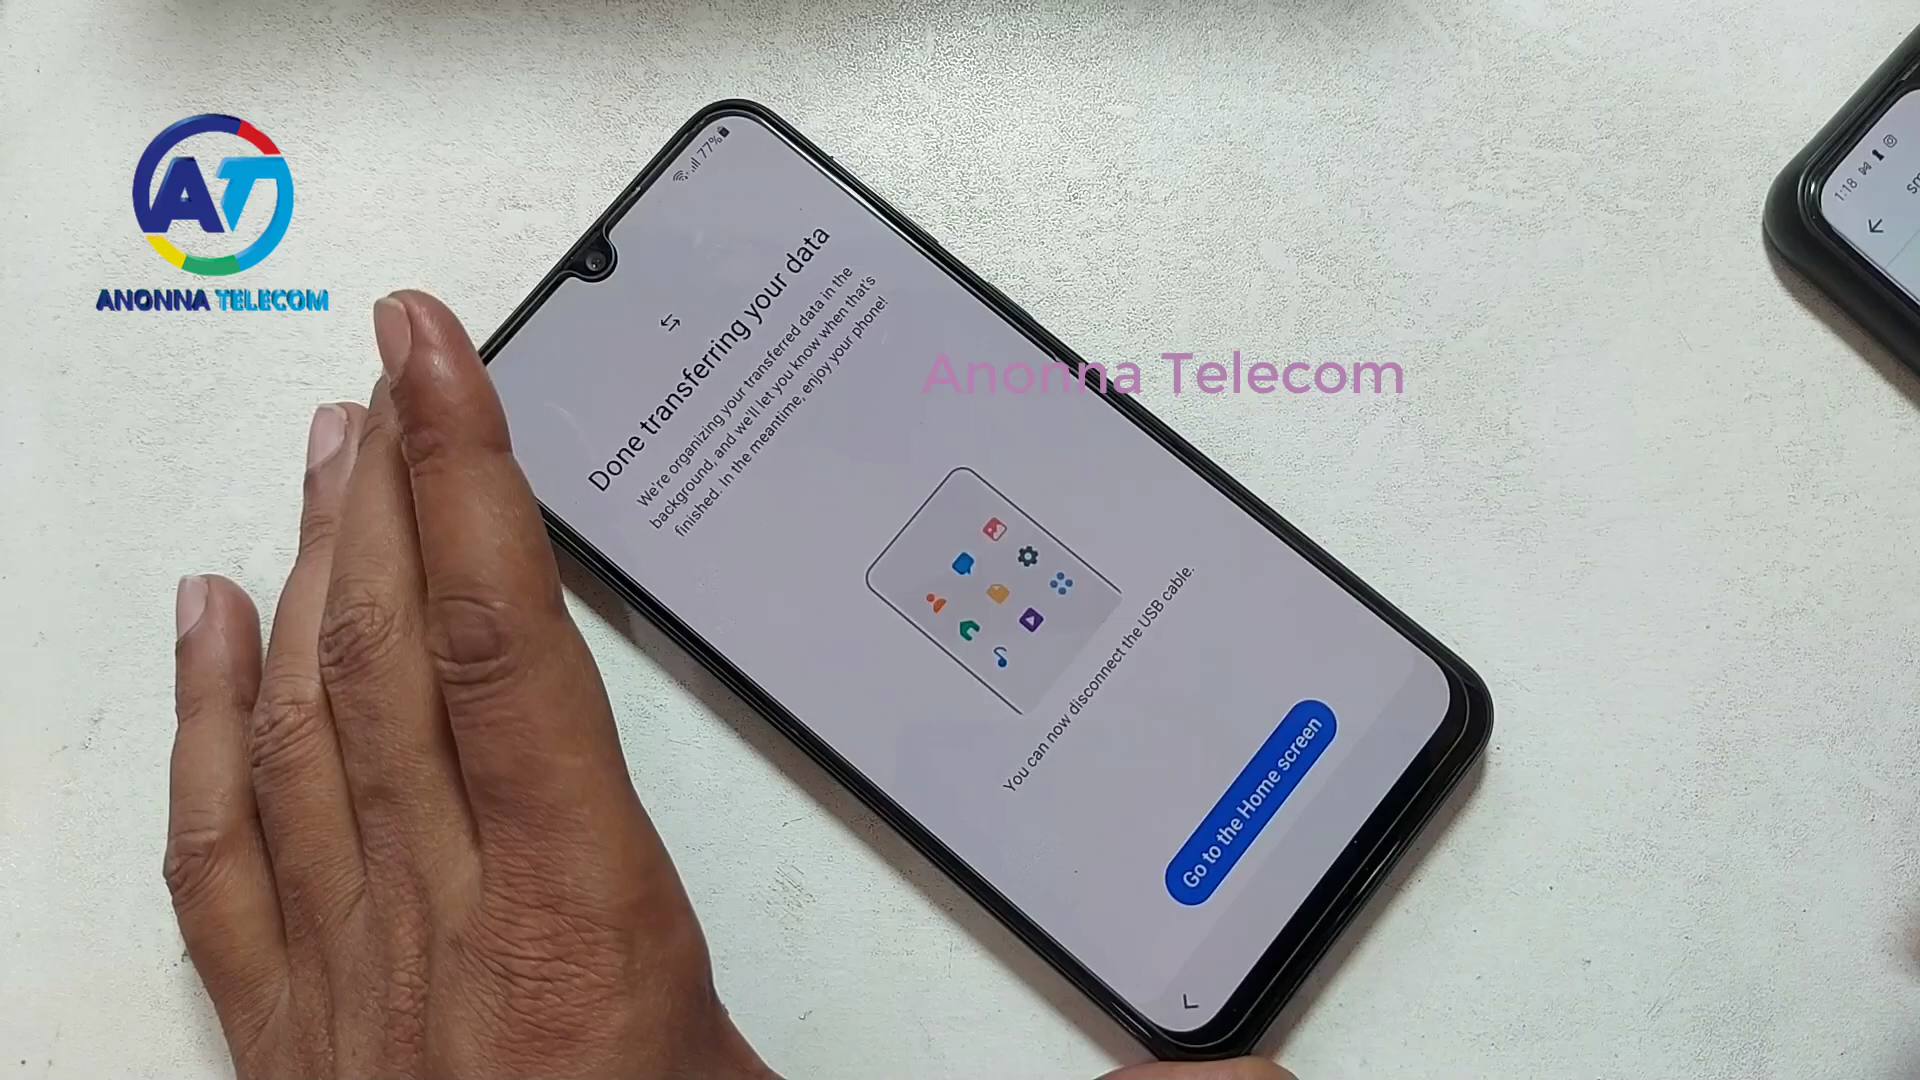 AT
ANONNA TELECOM
77%
Done transferring your data
We're organizing your transferred data in the
background, and we'll let you know when that's
finished. In the meantime, enjoy your phone!
Anonna Telecom
You can now disconnect the USB cable.
Go to the Home screen
1:18